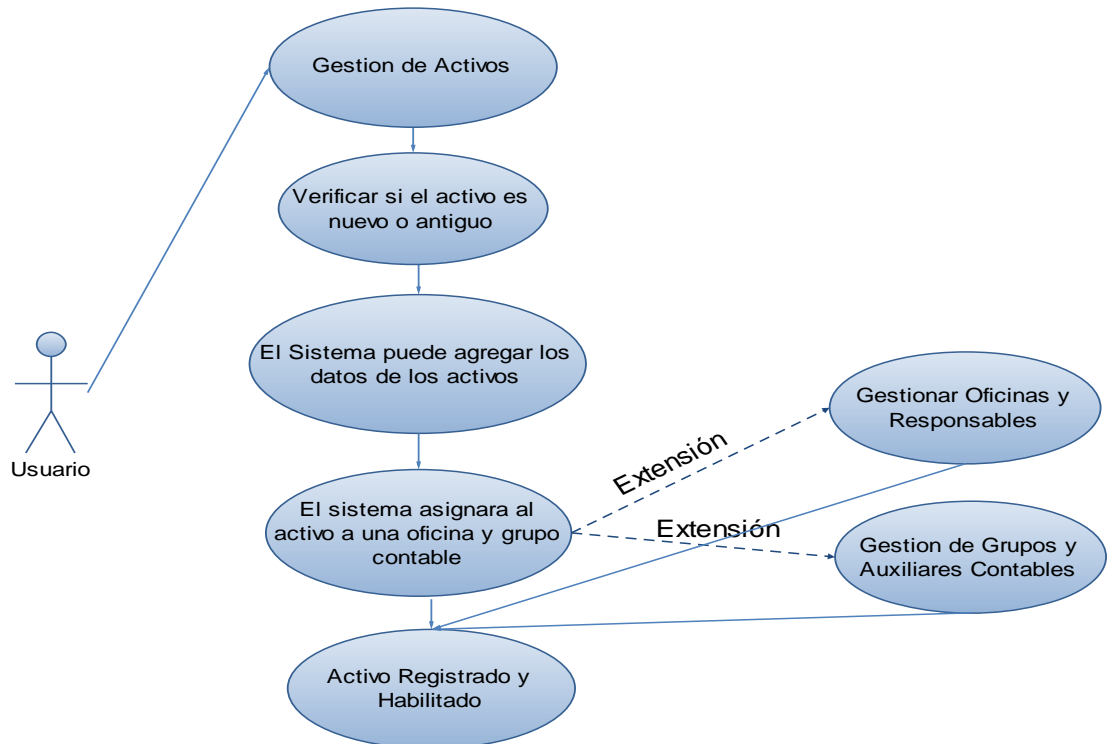 Gestion de Activos
Verificar si el activo es
nuevo o antiguo
El Sistema puede agregar los
datos de los activos
Usuario
El sistema asignara al
activo a una oficina y grupo
contable
Extensión
Extensión
Gestionar Oficinas y
Responsables
Gestion de Grupos y
Auxiliares Contables
Activo Registrado y
Habilitado